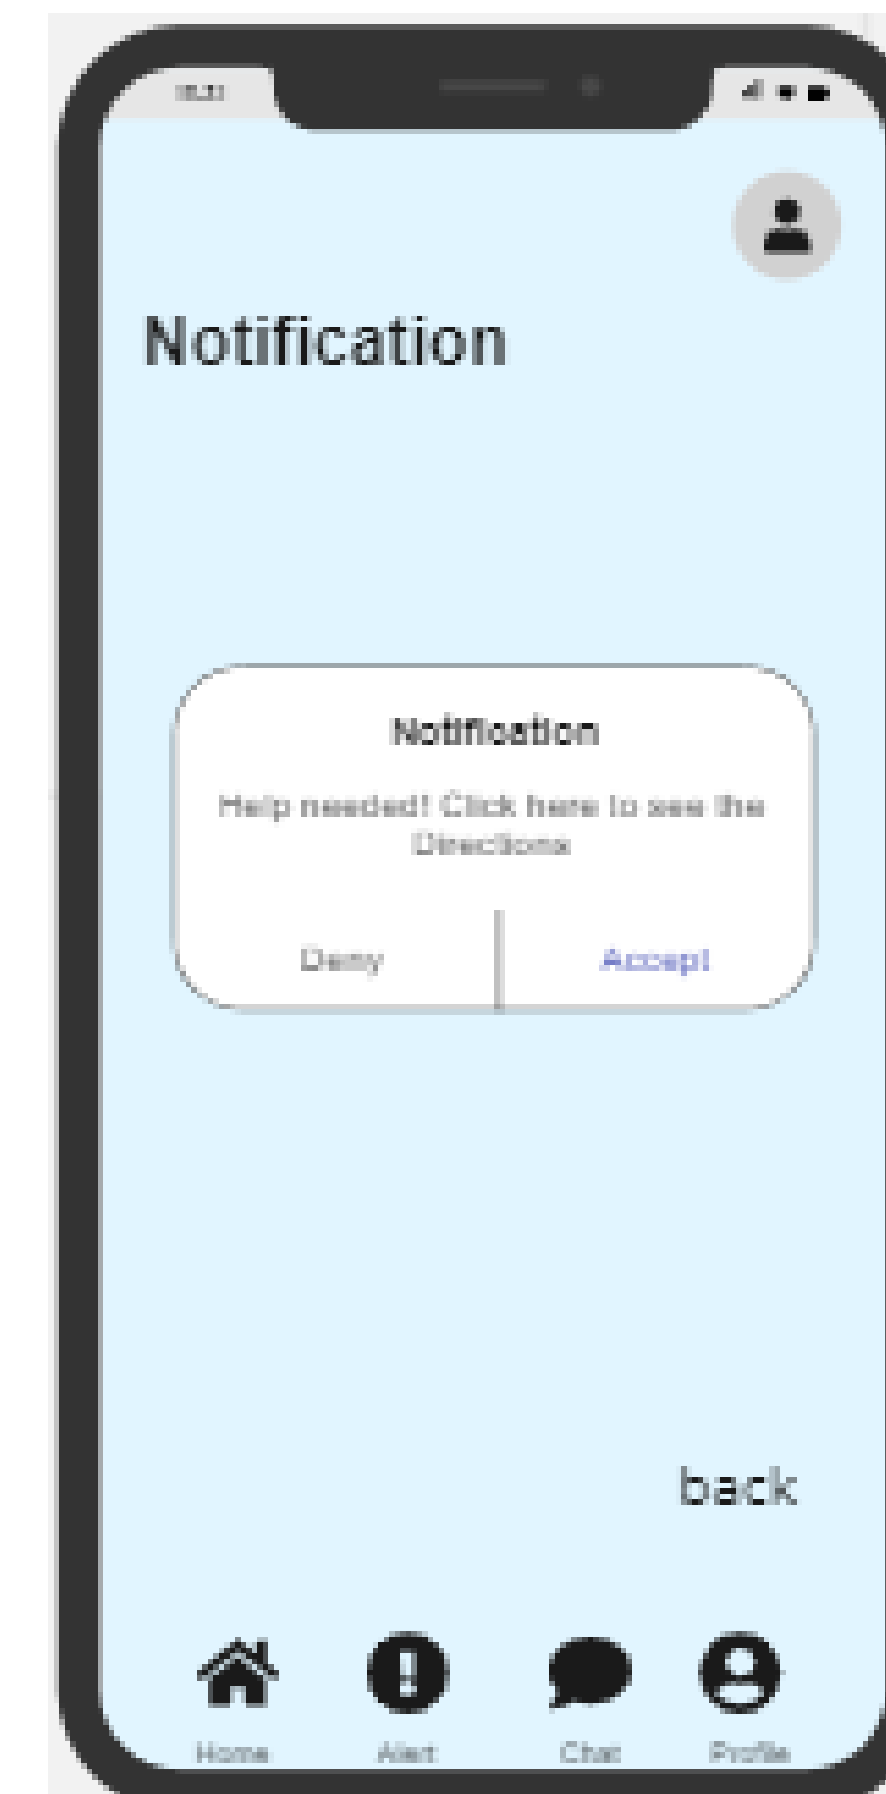 Notification
Notification
Help needed! Click here to see the
Directions
Deny Accept
back
Home Alert Chat Profile